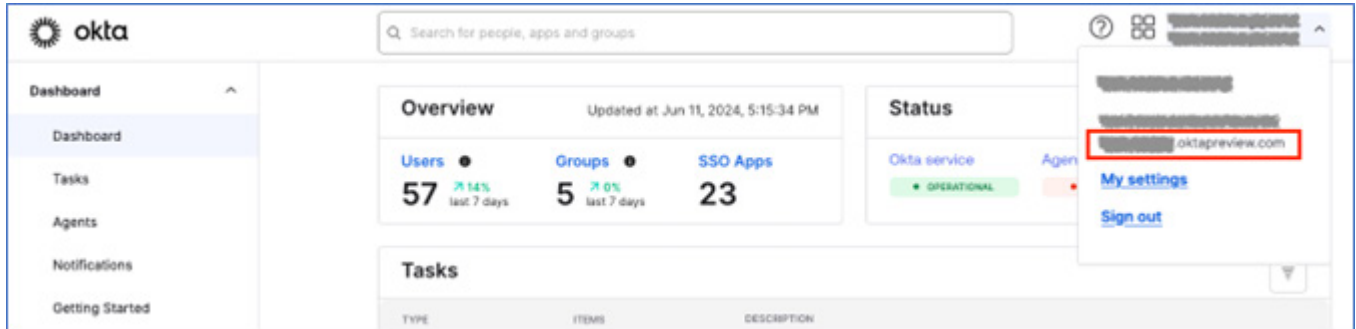 okta
Search for people, apps and groups
Dashboard
Dashboard
Tasks
Agents
Notifications
Getting Started
Overview
Updated at Jun 11, 2024, 5:15:34 PM
Users
57
14%
last 7 days
Groups
5
0%
last 7 days
SSO Apps
23
Status
Okta service
OPERATIONAL
.oktapreview.com
My settings
Sign out
Tasks
TYPE ITEMS DESCRIPTION